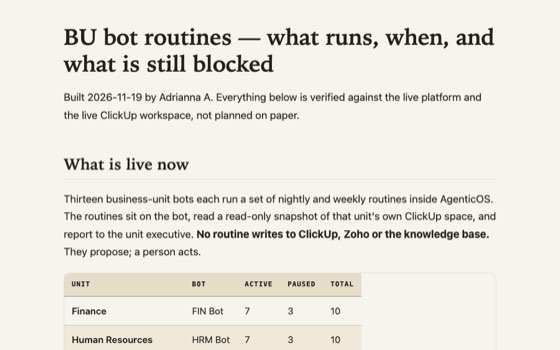 BU bot routines — what runs, when, and
what is still blocked
Built 2026-11-19 by Adrianna A. Everything below is verified against the live platform and
the live ClickUp workspace, not planned on paper.
What is live now
Thirteen business-unit bots each run a set of nightly and weekly routines inside AgenticOS.
The routines sit on the bot, read a read-only snapshot of that unit's own ClickUp space, and
report to the unit executive. No routine writes to ClickUp, Zoho or the knowledge base.
They propose; a person acts.
UNIT BOT ACTIVE PAUSED TOTAL
Finance FIN Bot 7 3 10
Human Resources HRM Bot 7 3 10